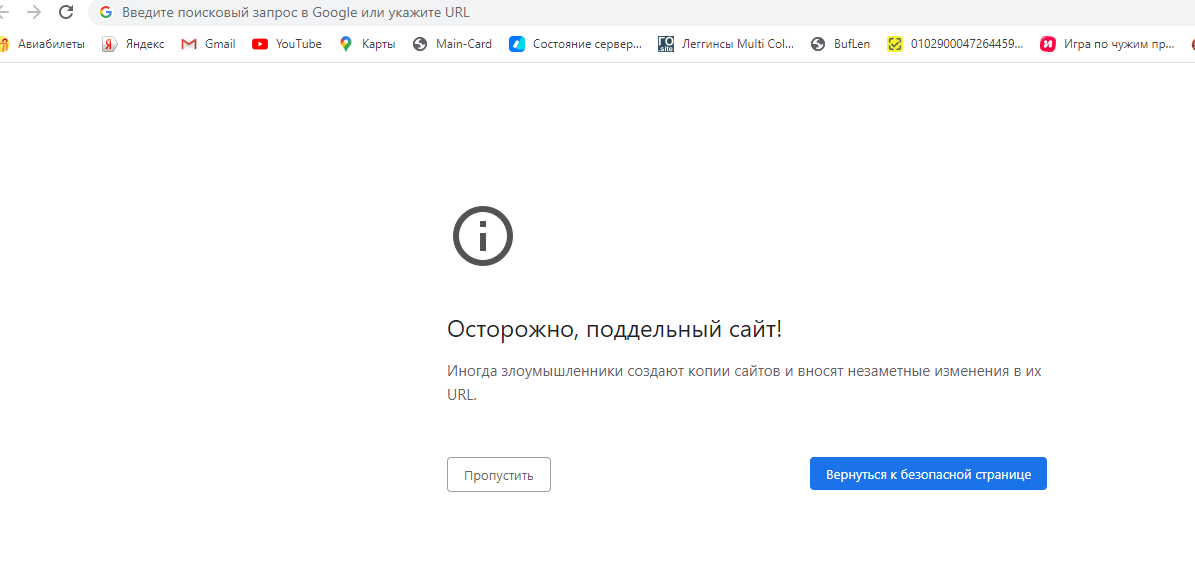 Введите поисковый запрос в Google или укажите URL
Авиабилеты Яндекс Gmail YouTube Карты Main-Card Состояние сервер... Леггинсы Multi Col... BufLen 0102900047264459... Игра по чужим пр...
Осторожно, поддельный сайт!
Иногда злоумышленники создают копии сайтов и вносят незаметные изменения в их
URL.
Пропустить Вернуться к безопасной странице